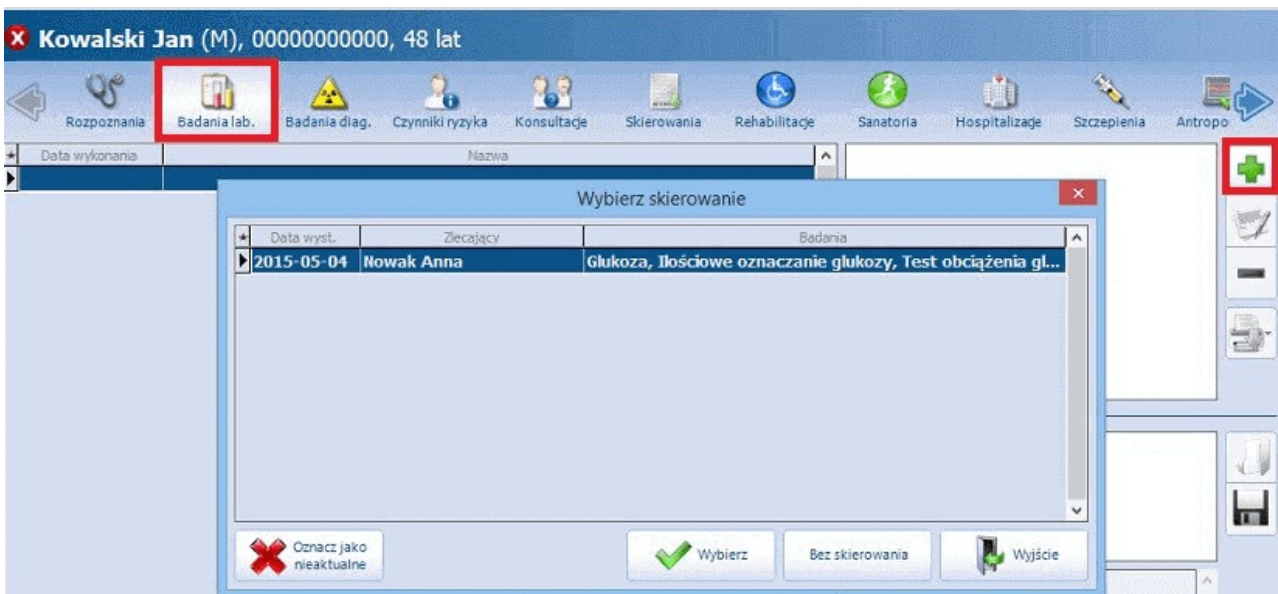 Kowalski Jan (M), 00000000000, 48 lat
Rozpoznania Badania lab. Badania diag. Czynniki ryzyka Konsultacje Skierowania Rehabilitacje Sanatoria Hospitalizacje Szczepienia Antropo
Data wykonania Nazwa
Wybierz skierowanie
Data wyst. Zlecający Badania
2015-05-04 Nowak Anna Glukoza, Ilościowe oznaczanie glukozy, Test obciążenia gl...
Oznacz jako
nieaktualne
Wybierz Bez skierowania Wyjście